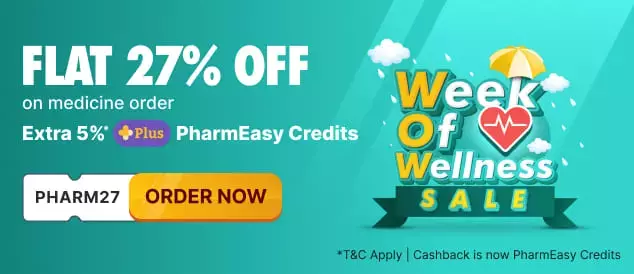 FLAT 27% OFF
on medicine order
Extra 5%* Plus PharmEasy Credits
PHARM27 ORDER NOW
Week
Of
Wellness
SALE
*T&C Apply | Cashback is now PharmEasy Credits